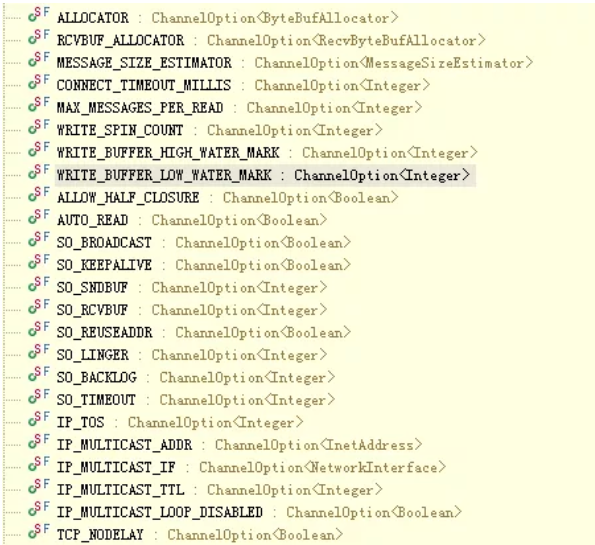 ALLOCATOR : ChannelOption<ByteBufAllocator>
RCVBUF_ALLOCATOR : ChannelOption<RecvByteBufAllocator>
MESSAGE_SIZE_ESTIMATOR : ChannelOption<MessageSizeEstimator>
CONNECT_TIMEOUT_MILLIS : ChannelOption<Integer>
MAX_MESSAGES_PER_READ : ChannelOption<Integer>
WRITE_SPIN_COUNT : ChannelOption<Integer>
WRITE_BUFFER_HIGH_WATER_MARK : ChannelOption<Integer>
WRITE_BUFFER_LOW_WATER_MARK : ChannelOption<Integer>
ALLOW_HALF_CLOSURE : ChannelOption<Boolean>
AUTO_READ : ChannelOption<Boolean>
SO_BROADCAST : ChannelOption<Boolean>
SO_KEEPALIVE : ChannelOption<Boolean>
SO_SNDBUF : ChannelOption<Integer>
SO_RCVBUF : ChannelOption<Integer>
SO_REUSEADDR : ChannelOption<Boolean>
SO_LINGER : ChannelOption<Integer>
SO_BACKLOG : ChannelOption<Integer>
SO_TIMEOUT : ChannelOption<Integer>
IP_TOS : ChannelOption<Integer>
IP_MULTICAST_ADDR : ChannelOption<InetAddress>
IP_MULTICAST_IF : ChannelOption<NetworkInterface>
IP_MULTICAST_TTL : ChannelOption<Integer>
IP_MULTICAST_LOOP_DISABLED : ChannelOption<Boolean>
TCP_NODELAY : ChannelOption<Boolean>